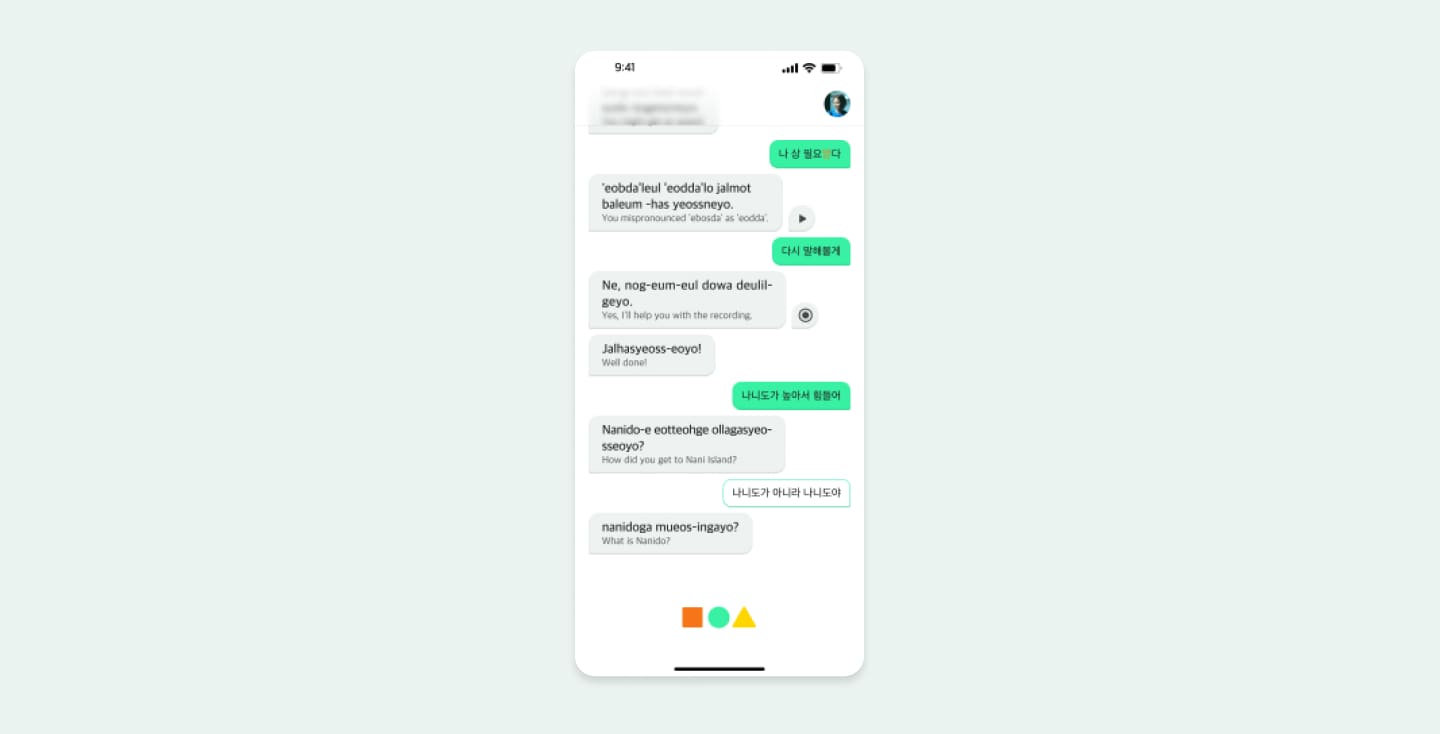 9:41
나 상 필요없다
'eobda'leul 'eodda'lo jalmot
baleum -has yeossneyo.
You mispronounced 'ebosda' as 'eodda'.
다시 말해볼게
Ne, nog-eum-eul dowa deulil-
geyo.
Yes, I'll help you with the recording.
Jalhasyeoss-eoyo!
Well done!
나니도가 높아서 힘들어
Nanido-e eotteohge ollagasyeo-
sseoyo?
How did you get to Nani Island?
나니도가 아니라 나니도야
nanidoga mueos-ingayo?
What is Nanido?